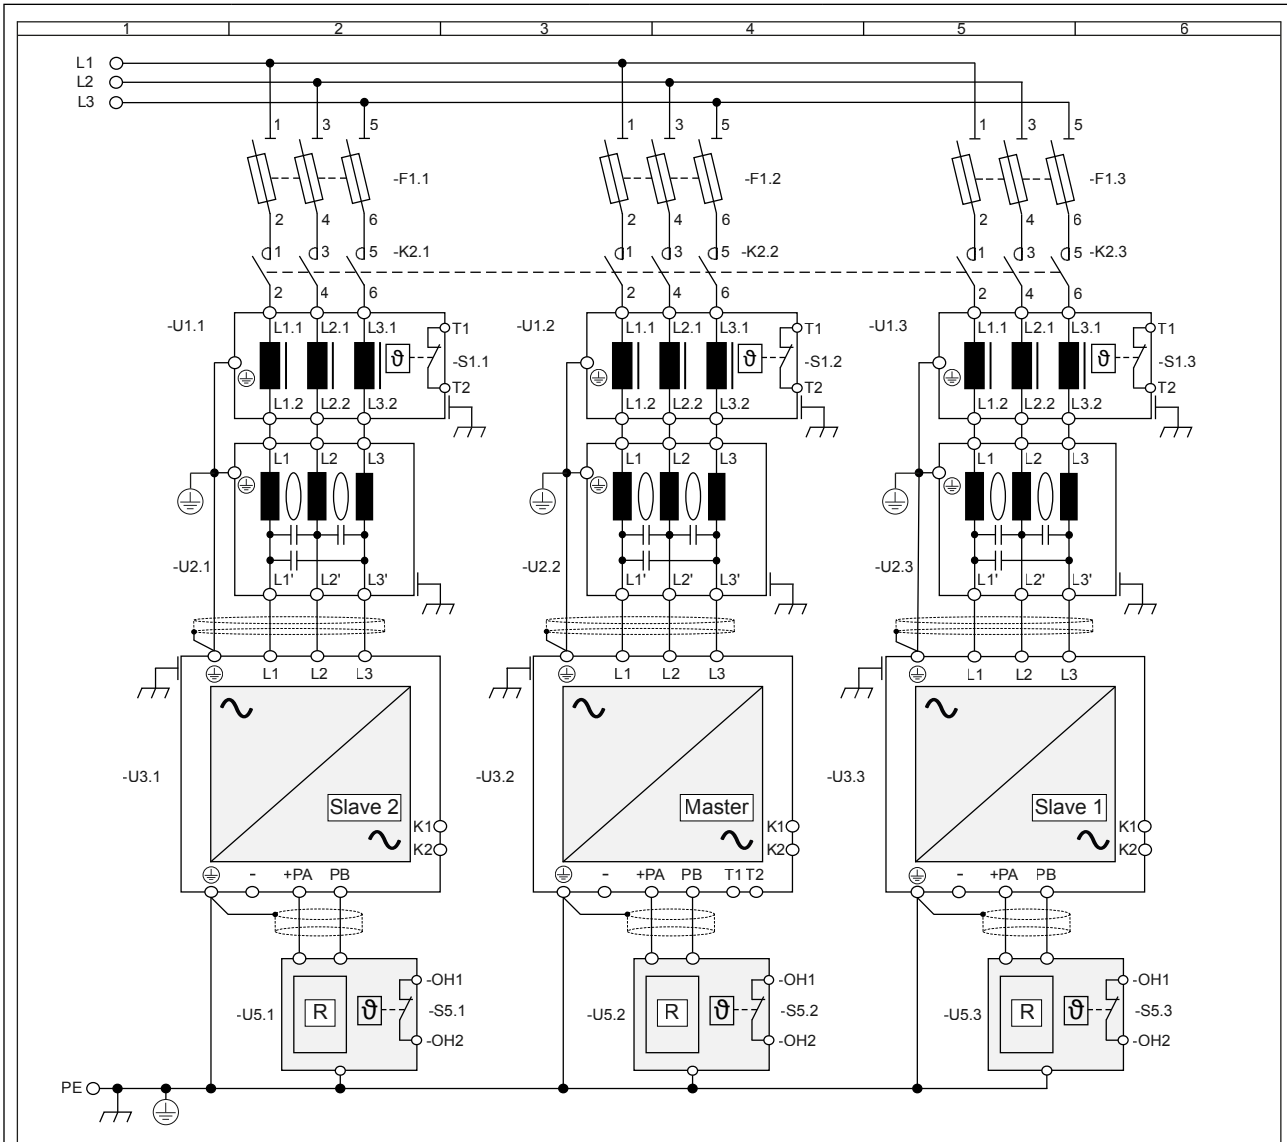 1 2 3 4 5 6
L1
L2
L3
1 3 5 1 3 5 1 3 5
-F1.1 -F1.2 -F1.3
2 4 6 2 4 6 2 4 6
1 3 5 -K2.1 1 3 5 -K2.2 1 3 5 -K2.3
2 4 6 2 4 6 2 4 6
-U1.1 L1.1 L2.1 L3.1 T1 -U1.2 L1.1 L2.1 L3.1 T1 -U1.3 L1.1 L2.1 L3.1 T1
ϑ -S1.1 ϑ -S1.2 ϑ -S1.3
T2 T2 T2
L1.2 L2.2 L3.2 L1.2 L2.2 L3.2 L1.2 L2.2 L3.2
L1 L2 L3 L1 L2 L3 L1 L2 L3
-U2.1 -U2.2 -U2.3
L1' L2' L3' L1' L2' L3' L1' L2' L3'
L1 L2 L3 L1 L2 L3 L1 L2 L3
-U3.1 -U3.2 -U3.3
Slave 2 Master Slave 1
K1 K1 K1
K2 K2 K2
- +PA PB - +PA PB T1 T2 - +PA PB
-OH1 -OH1 -OH1
-U5.1 R ϑ -S5.1 -U5.2 R ϑ -S5.2 -U5.3 R ϑ -S5.3
-OH2 -OH2 -OH2
PE